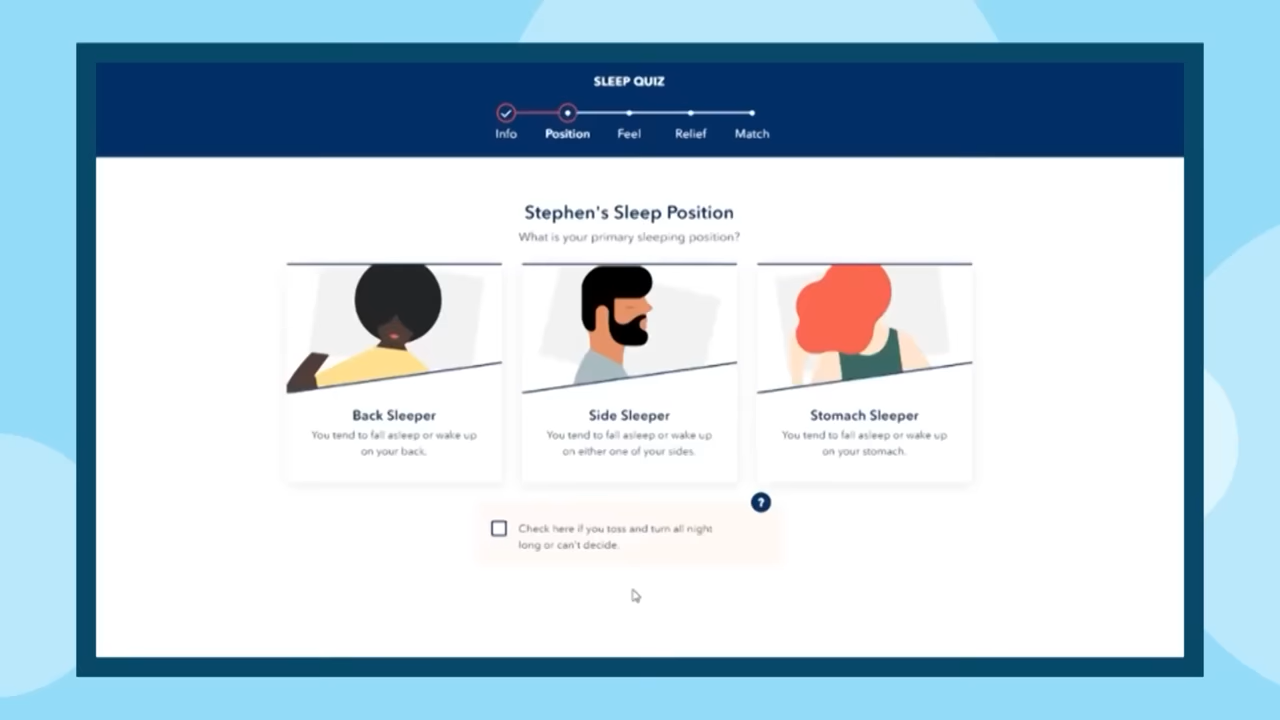 SLEEP QUIZ
Info Position Feel Relief Match
Stephen's Sleep Position
What is your primary sleeping position?
Back Sleeper
You tend to fall asleep or wake up
on your back.
Side Sleeper
You tend to fall asleep or wake up
on either one of your sides.
Stomach Sleeper
You tend to fall asleep or wake up
on your stomach.
?
Check here if you toss and turn all night
long or can't decide.